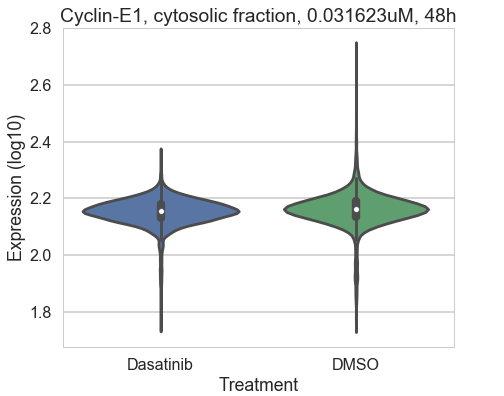 Cyclin-E1, cytosolic fraction, 0.031623uM, 48h
2.8
2.6
2.4
2.2
2.0
1.8
Expression (log10)
Dasatinib DMSO
Treatment